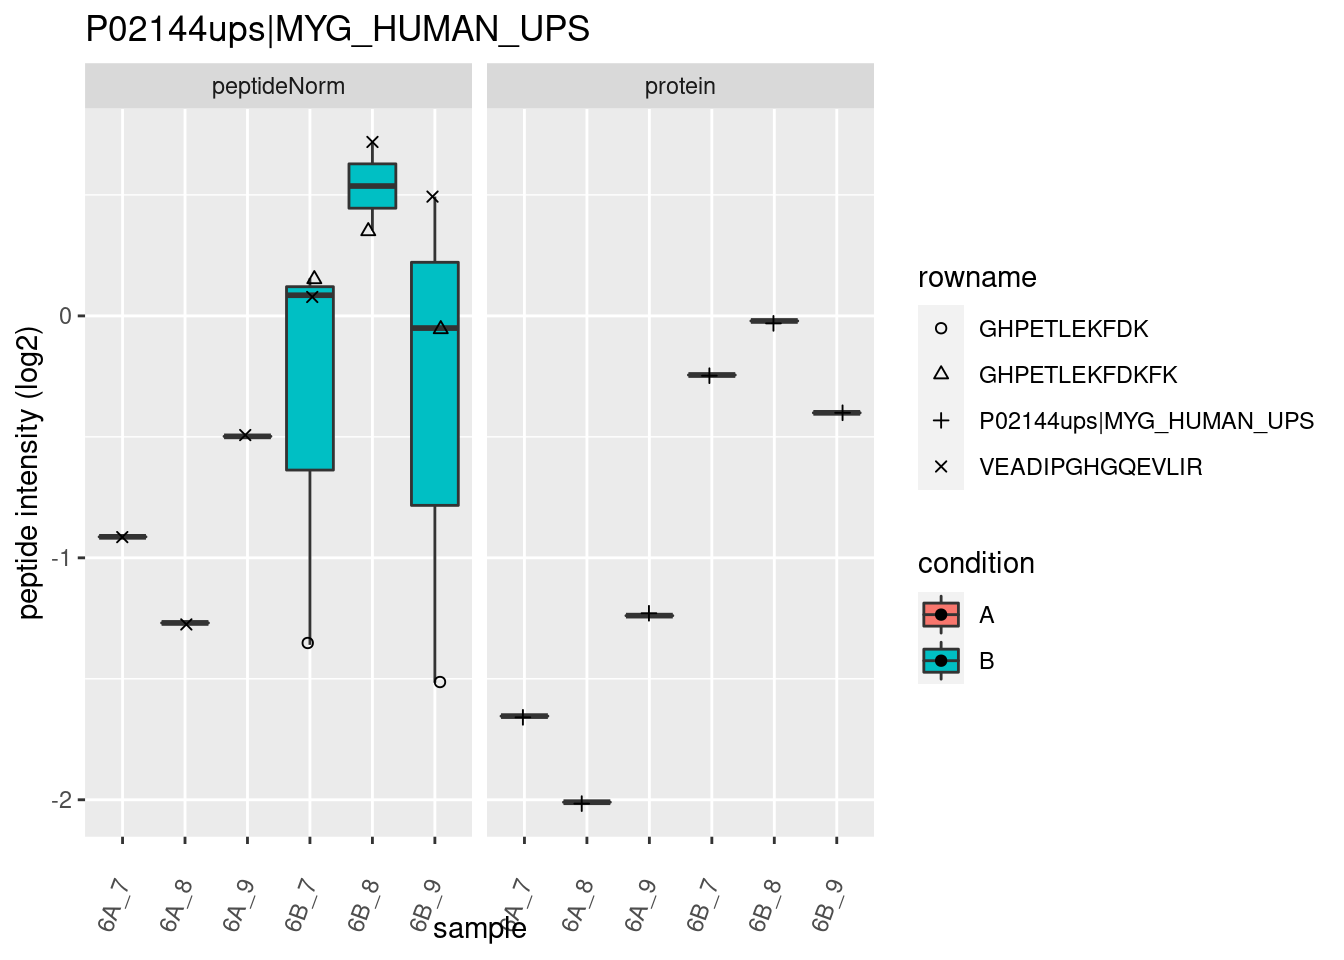 P02144ups|MYG_HUMAN_UPS
peptideNorm
protein
peptide intensity (log2)
0
-1
-2
6A_7
6A_8
6A_9
6B_7
6B_8
6B_9
6A_7
6A_8
6A_9
6B_7
6B_8
6B_9
sample
rowname
GHPETLEKFDK
GHPETLEKFDKFK
P02144ups|MYG_HUMAN_UPS
VEADIPGHGQEVLIR
condition
A
B